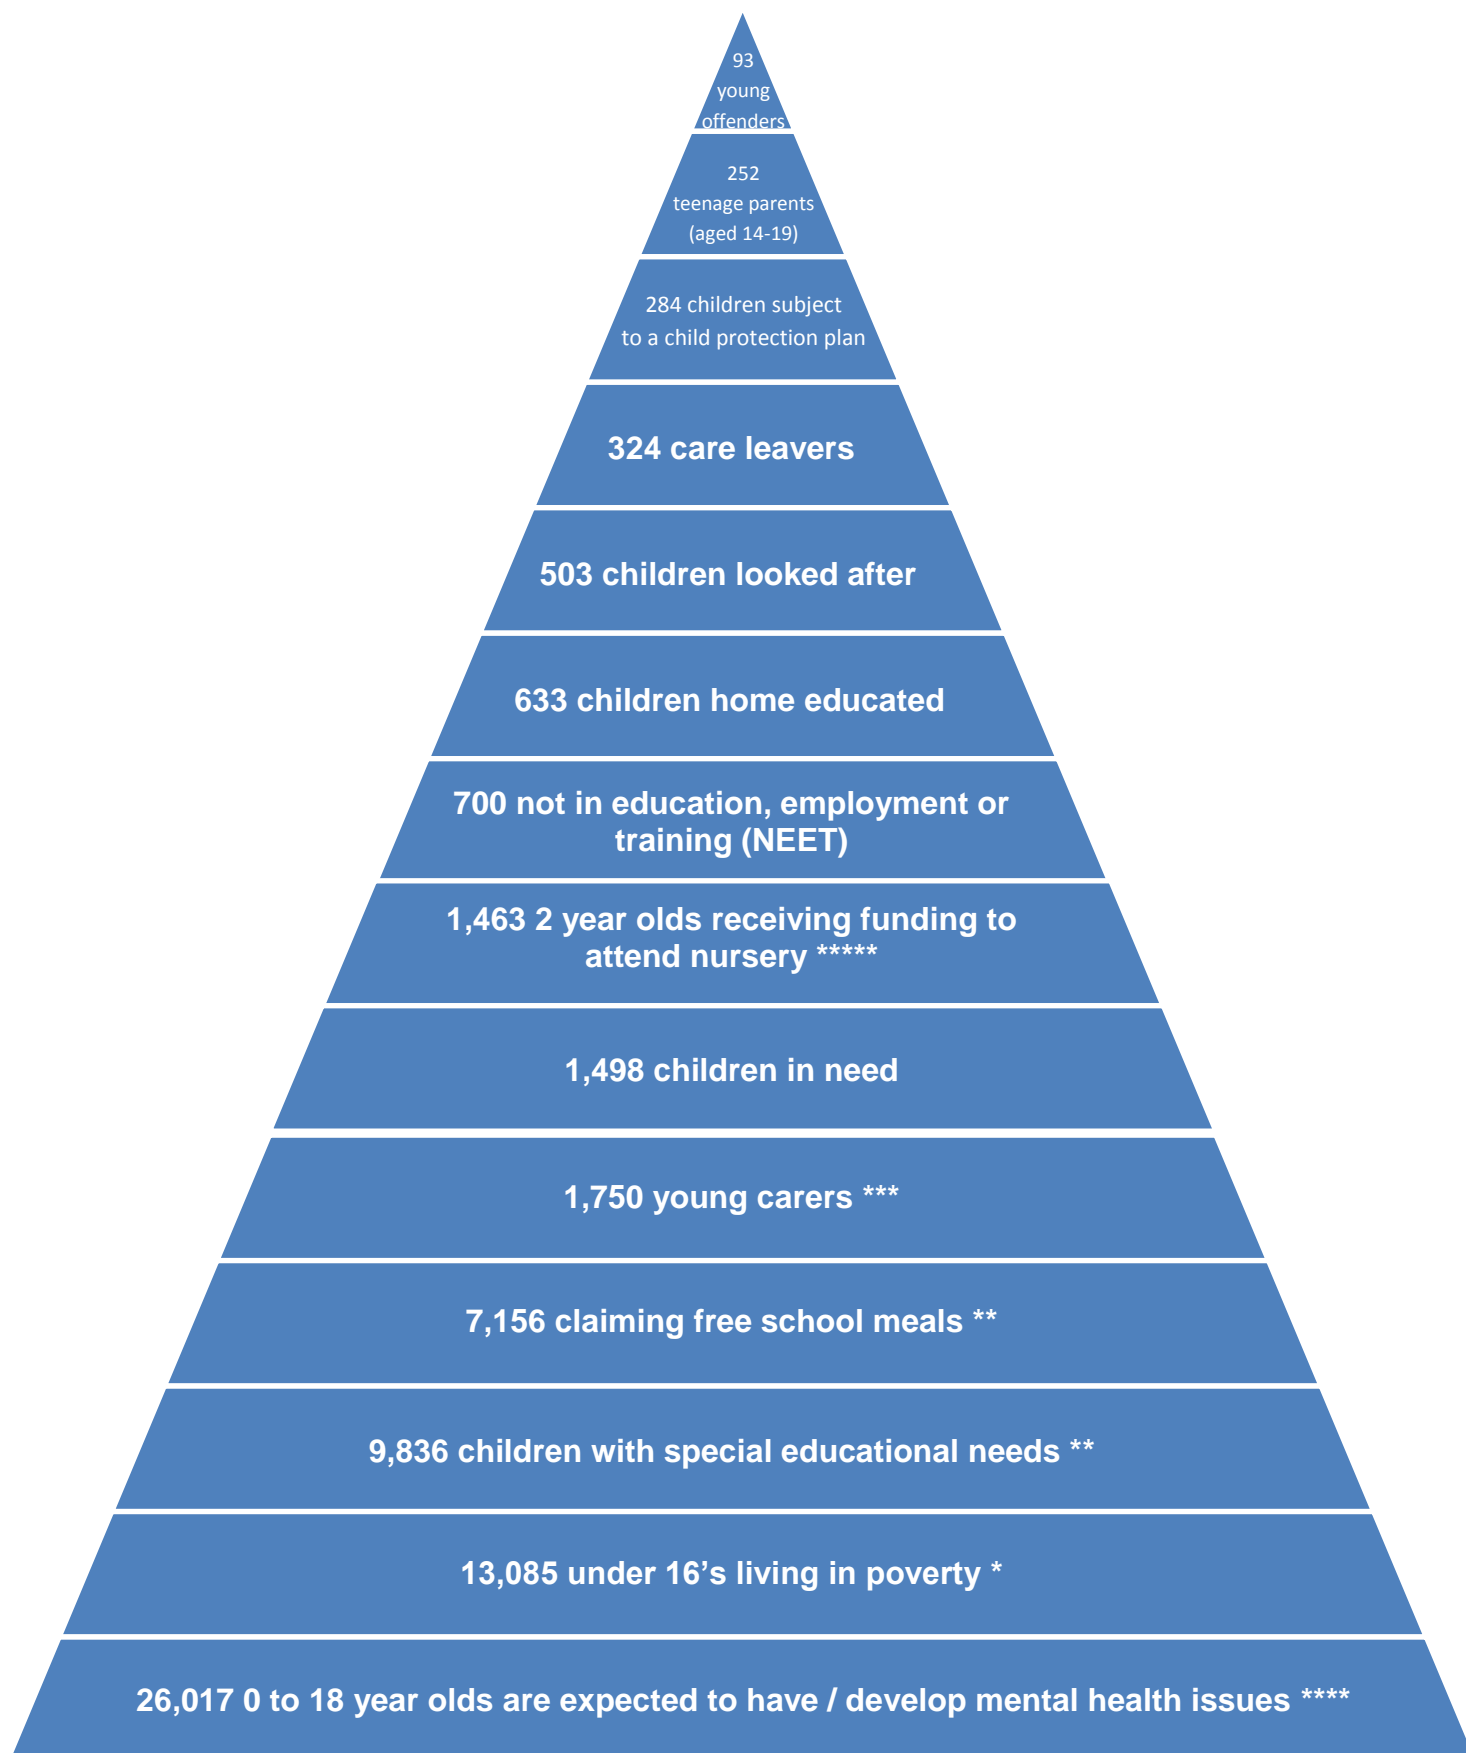 93
young
offenders
252
teenage parents
(aged 14-19)
284 children subject
to a child protection plan
324 care leavers
503 children looked after
633 children home educated
700 not in education, employment or
training (NEET)
1,463 2 year olds receiving funding to
attend nursery *****
1,498 children in need
1,750 young carers ***
7,156 claiming free school meals **
9,836 children with special educational needs **
13,085 under 16’s living in poverty *
26,017 0 to 18 year olds are expected to have / develop mental health issues ****